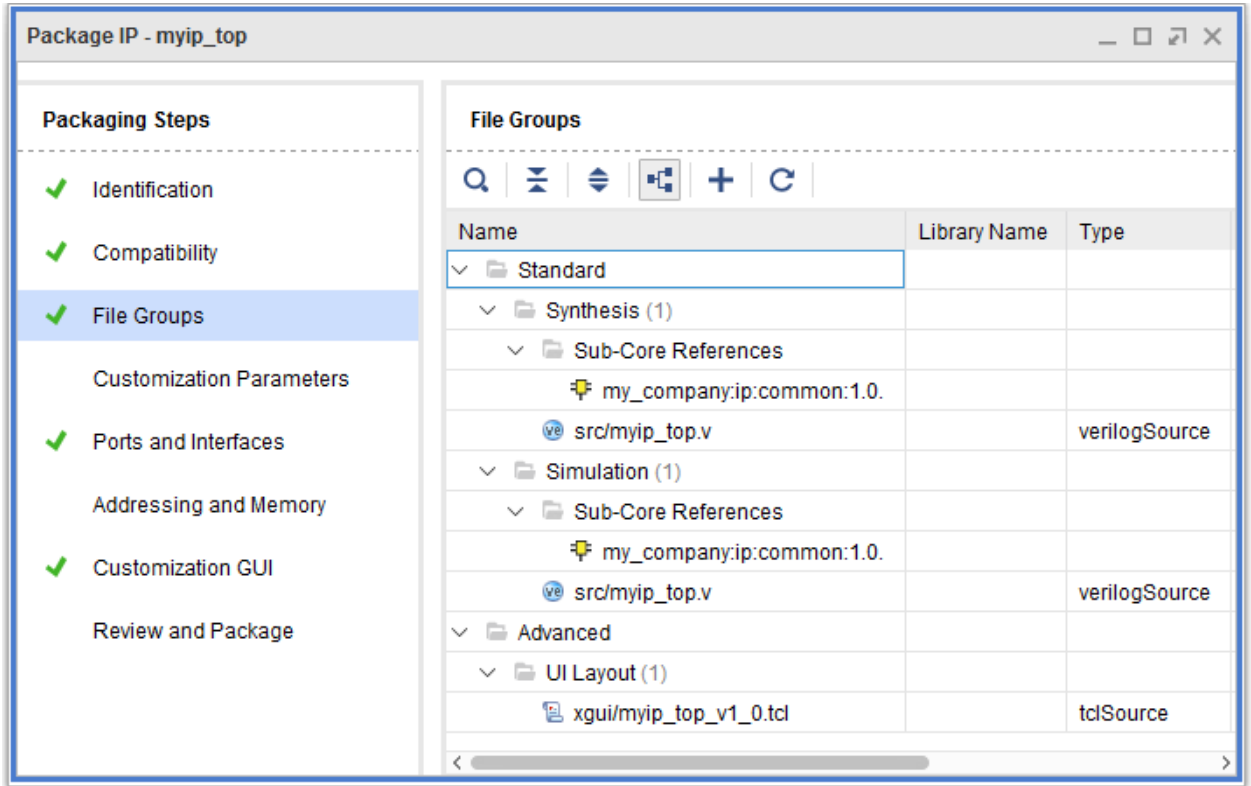 Package IP - myip_top
Packaging Steps
Identification
Compatibility
File Groups
Customization Parameters
Ports and Interfaces
Addressing and Memory
Customization GUI
Review and Package
File Groups
Name Library Name Type
Standard
Synthesis (1)
Sub-Core References
my_company:ip:common:1.0.
src/myip_top.v verilogSource
Simulation (1)
Sub-Core References
my_company:ip:common:1.0.
src/myip_top.v verilogSource
Advanced
UI Layout (1)
xgui/myip_top_v1_0.tcl tclSource